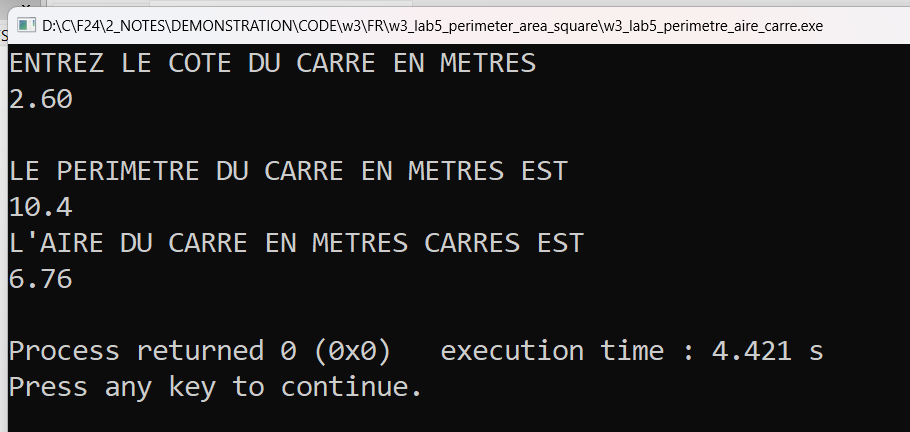 D:\C\F24\2_NOTES\DEMONSTRATION\CODE\w3\FR\w3_lab5_perimeter_area_square\w3_lab5_perimetre_aire_carre.exe
ENTREZ LE COTE DU CARRE EN METRES
2.60
LE PERIMETRE DU CARRE EN METRES EST
10.4
L'AIRE DU CARRE EN METRES CARRES EST
6.76
Process returned 0 (0x0)   execution time : 4.421 s
Press any key to continue.